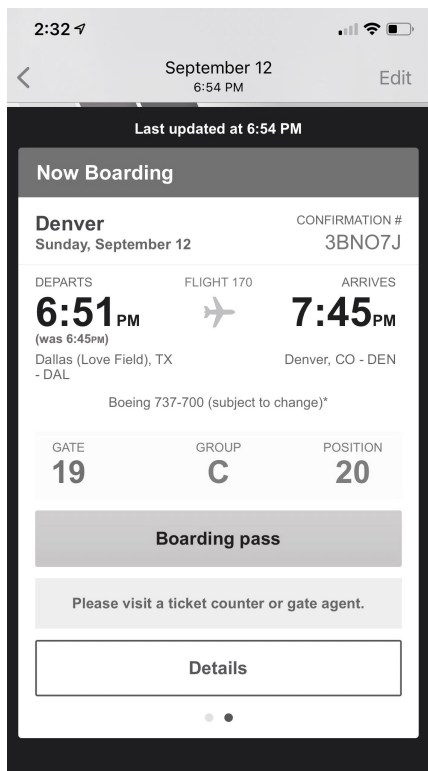 2:32
September 12
6:54 PM
Edit
Last updated at 6:54 PM
Now Boarding
Denver
Sunday, September 12
CONFIRMATION #
3BNO7J
DEPARTS
6:51PM
(was 6:45PM)
Dallas (Love Field), TX
- DAL
FLIGHT 170
ARRIVES
7:45PM
Denver, CO - DEN
Boeing 737-700 (subject to change)*
GATE
19
GROUP
C
POSITION
20
Boarding pass
Please visit a ticket counter or gate agent.
Details